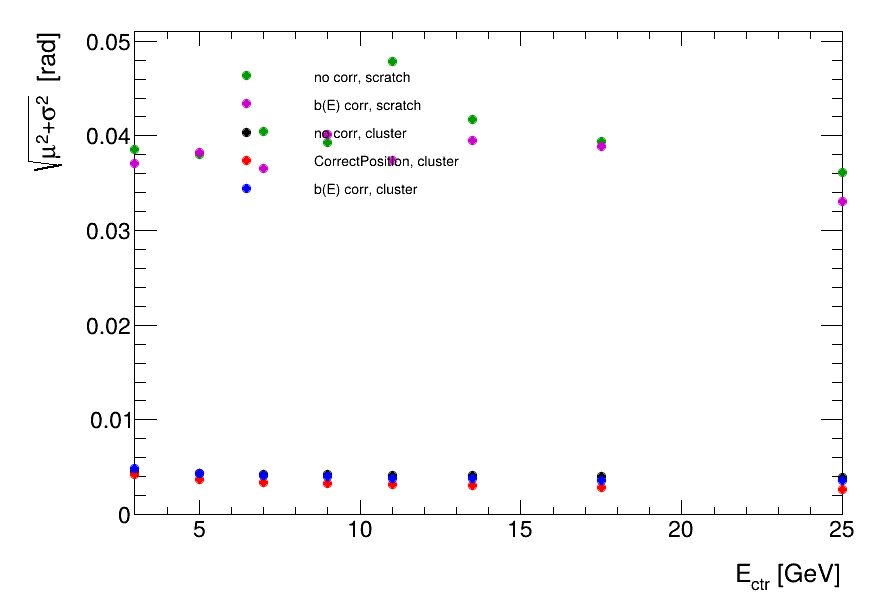 √μ²+σ² [rad]
0.05
0.04
0.03
0.02
0.01
0
no corr, scratch
b(E) corr, scratch
no corr, cluster
CorrectPosition, cluster
b(E) corr, cluster
5 10 15 20 25
E_ctr [GeV]